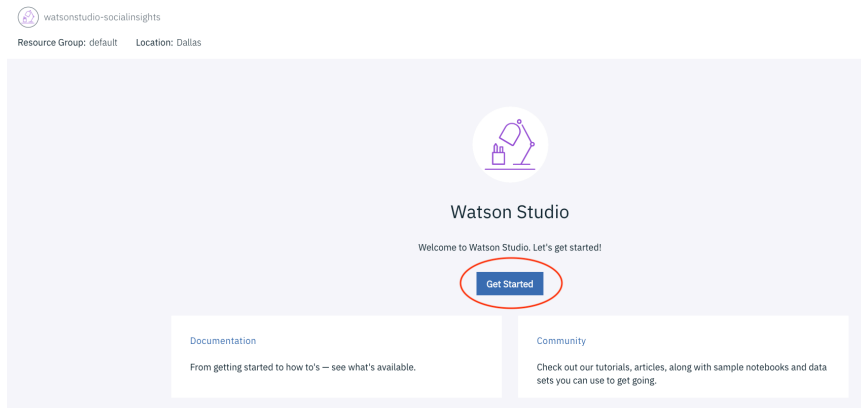 watsonstudio-socialinsights
Resource Group: default Location: Dallas
Watson Studio
Welcome to Watson Studio. Let's get started!
Get Started
Documentation
From getting started to how to's — see what's available.
Community
Check out our tutorials, articles, along with sample notebooks and data
sets you can use to get going.